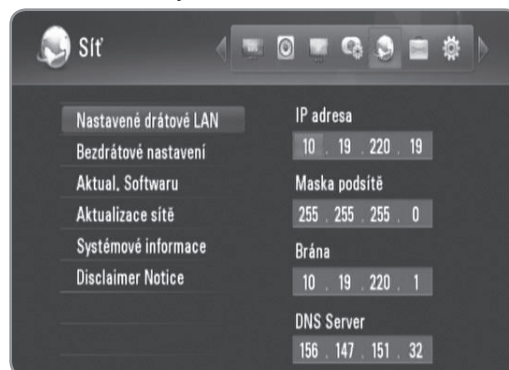 Síť
Nastavené drátové LAN
Bezdrátové nastavení
Aktual. Softwaru
Aktualizace sítě
Systémové informace
Disclaimer Notice
IP adresa
10 . 19 . 220 . 19
Maska podsítě
255 . 255 . 255 . 0
Brána
10 . 19 . 220 . 1
DNS Server
156 . 147 . 151 . 32